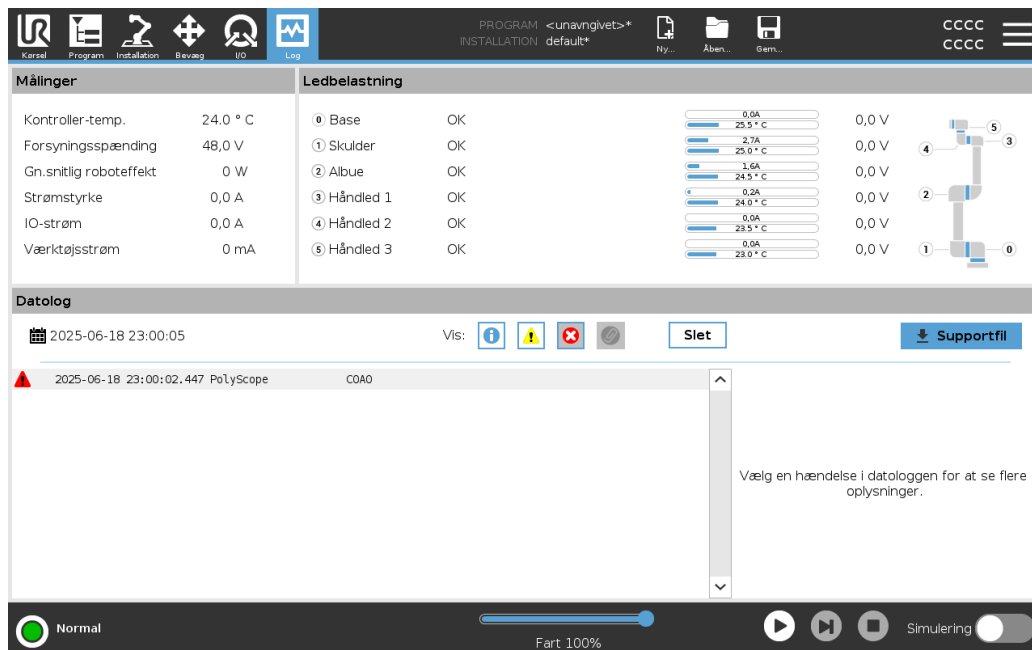 PROGRAM <unavngivet>*
INSTALLATION default*
CCCC
CCCC
Kørsel Program Installation Bevæg I/O Log Ny... Åben... Gem...
Målinger
Ledbelastning
Kontroller-temp. 24.0 ° C
Forsyningsspænding 48,0 V
Gn.snitlig roboteffekt 0 W
Strømstyrke 0,0 A
IO-strøm 0,0 A
Værktøjsstrøm 0 mA
0 Base OK 0,0A 25.5 ° C 0,0 V
1 Skulder OK 2,7A 25.0 ° C 0,0 V
2 Albue OK 1,6A 24.5 ° C 0,0 V
3 Håndled 1 OK 0,2A 24.0 ° C 0,0 V
4 Håndled 2 OK 0,0A 23.5 ° C 0,0 V
5 Håndled 3 OK 0,0A 23.0 ° C 0,0 V
5
4 3
2
1 0
Datolog
2025-06-18 23:00:05 Vis: Slet Supportfil
2025-06-18 23:00:02.447 PolyScope C0A0
Vælg en hændelse i datologgen for at se flere
oplysninger.
Normal
Fart 100%
Simulering